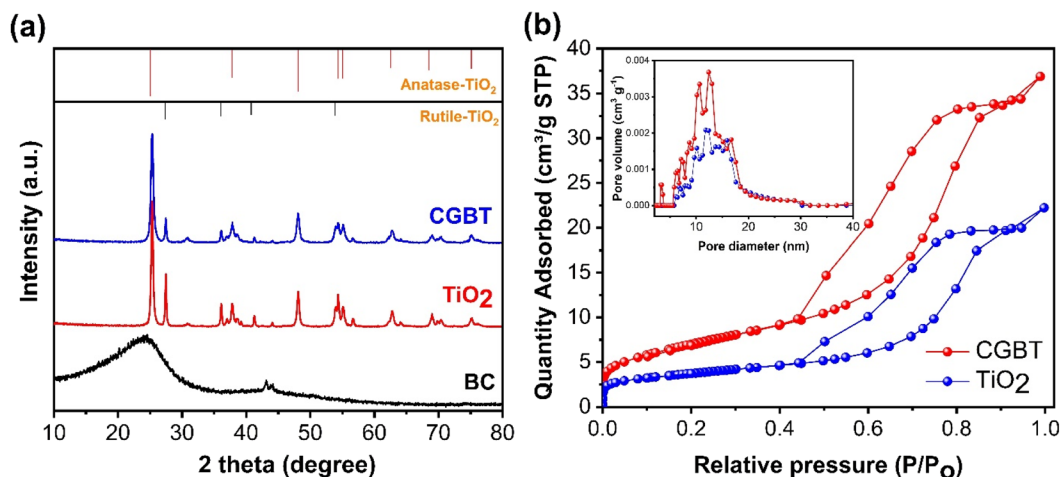 (a)
Anatase-TiO2
Rutile-TiO2
CGBT
TiO2
BC
Intensity (a.u.)
10 20 30 40 50 60 70 80
2 theta (degree)
(b)
40
35
30
25
20
15
10
5
0
Quantity Adsorbed (cm³/g STP)
0.004
0.003
0.002
0.001
0.000
Pore volume (cm³ g⁻¹)
0 10 20 30 40
Pore diameter (nm)
CGBT
TiO2
0.0 0.2 0.4 0.6 0.8 1.0
Relative pressure (P/PO)